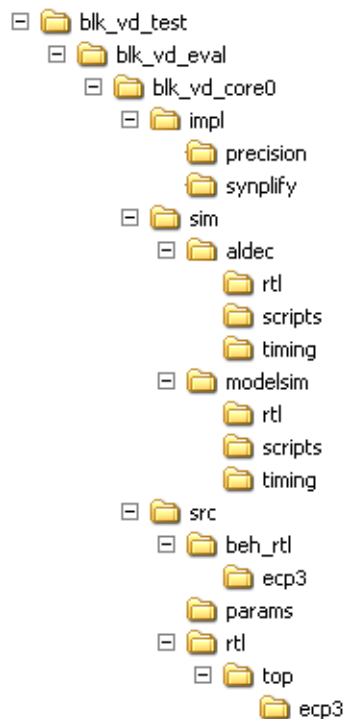 blk_vd_test
blk_vd_eval
blk_vd_core0
impl
precision
synplify
sim
aldec
rtl
scripts
timing
modelsim
rtl
scripts
timing
src
beh_rtl
ecp3
params
rtl
top
ecp3